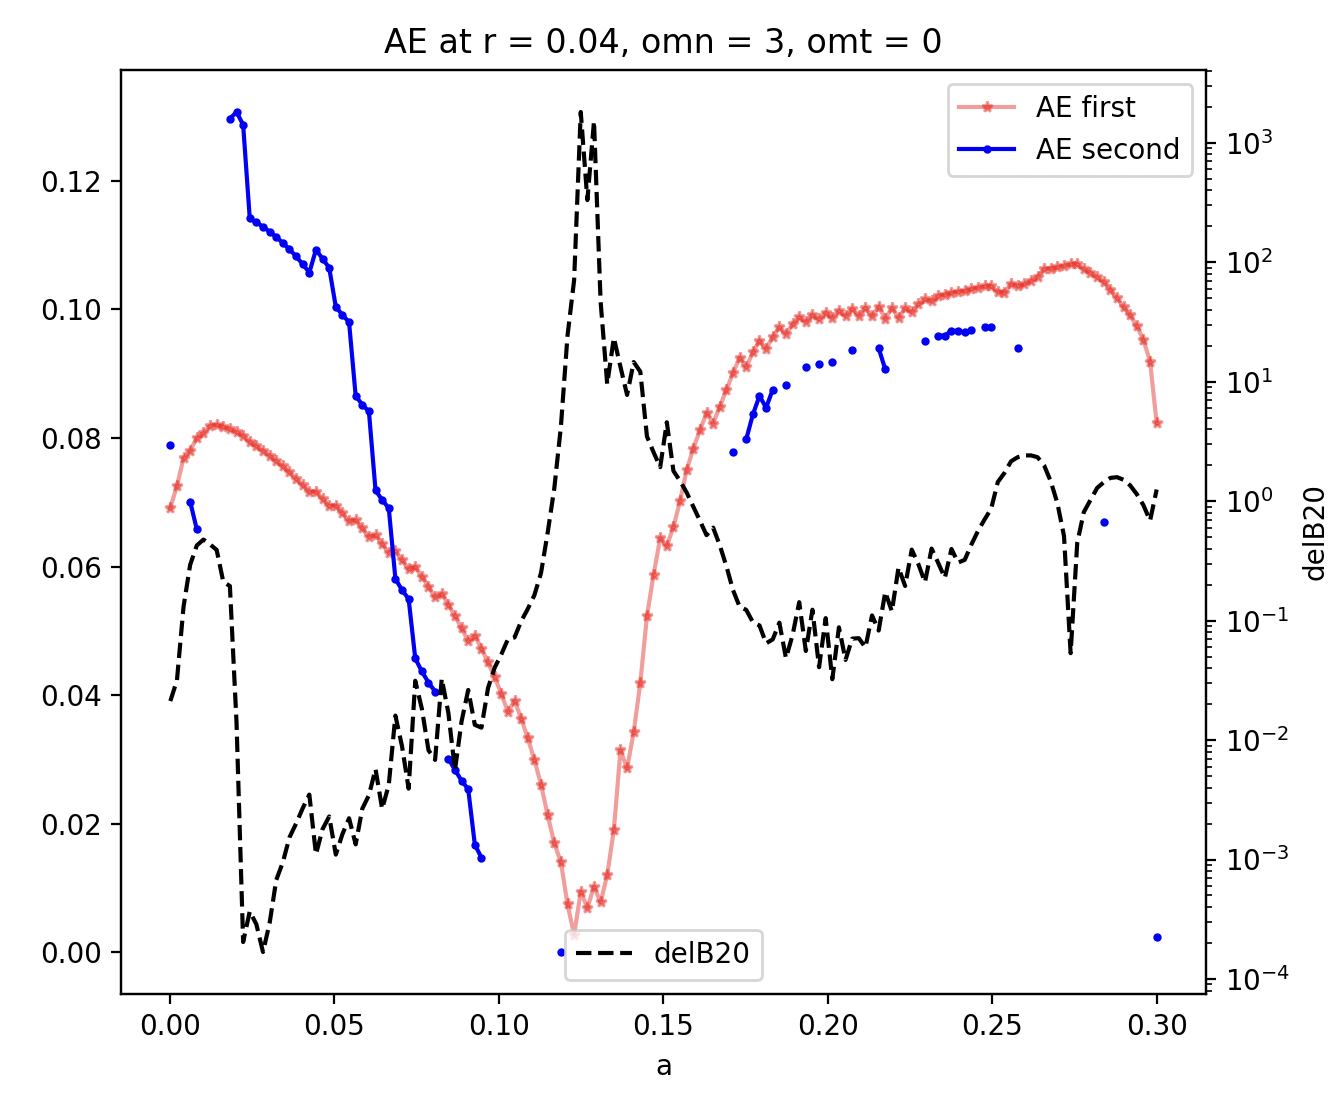 AE at r = 0.04, omn = 3, omt = 0
AE first
AE second
0.12
0.10
0.08
0.06
0.04
0.02
0.00
10³
10²
10¹
10⁰
10⁻¹
10⁻²
10⁻³
10⁻⁴
delB20
delB20
0.00 0.05 0.10 0.15 0.20 0.25 0.30
a